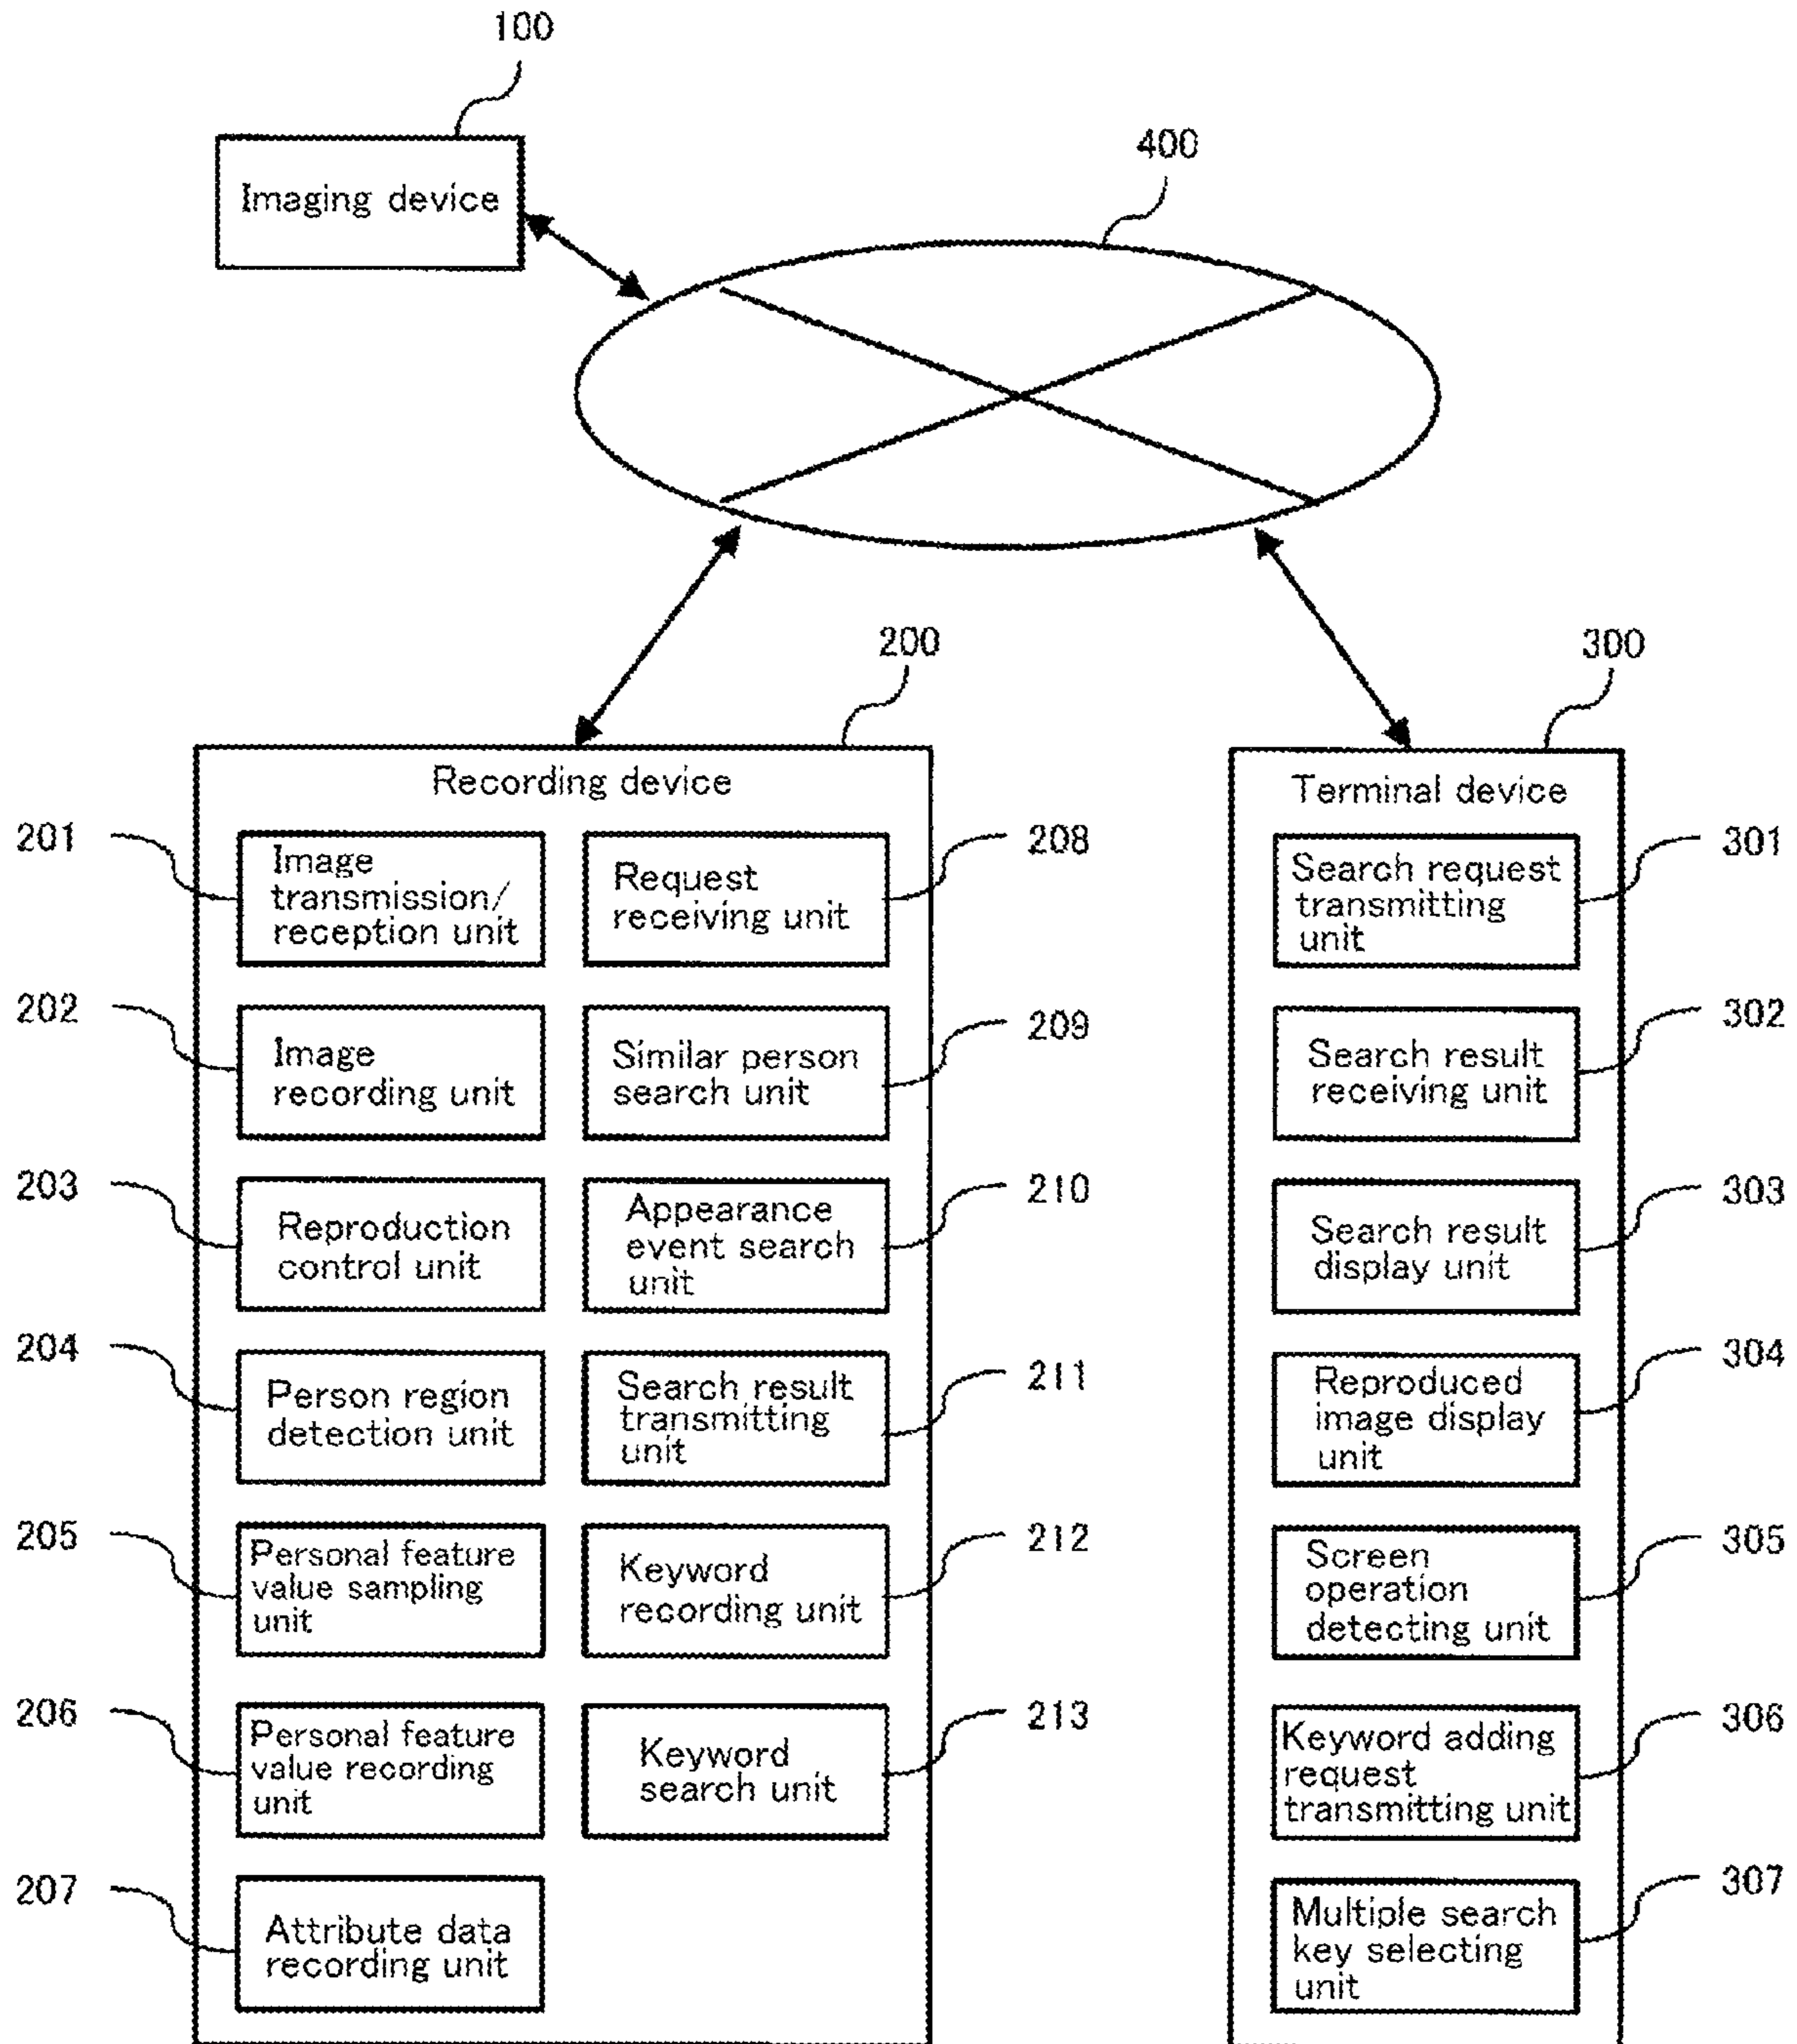 100
Imaging device
400
200
300
Recording device
Terminal device
201
Image
transmission/
reception unit
Request
receiving unit
208
Search request
transmitting
unit
301
202
Image
recording unit
Similar person
search unit
209
Search result
receiving unit
302
203
Reproduction
control unit
Appearance
event search
unit
210
Search result
display unit
303
204
Person region
detection unit
Search result
transmitting
unit
211
Reproduced
image display
unit
304
205
Personal feature
value sampling
unit
Keyword
recording unit
212
Screen
operation
detecting unit
305
206
Personal feature
value recording
unit
Keyword
search unit
213
Keyword adding
request
transmitting unit
306
207
Attribute data
recording unit
Multiple search
key selecting
unit
307